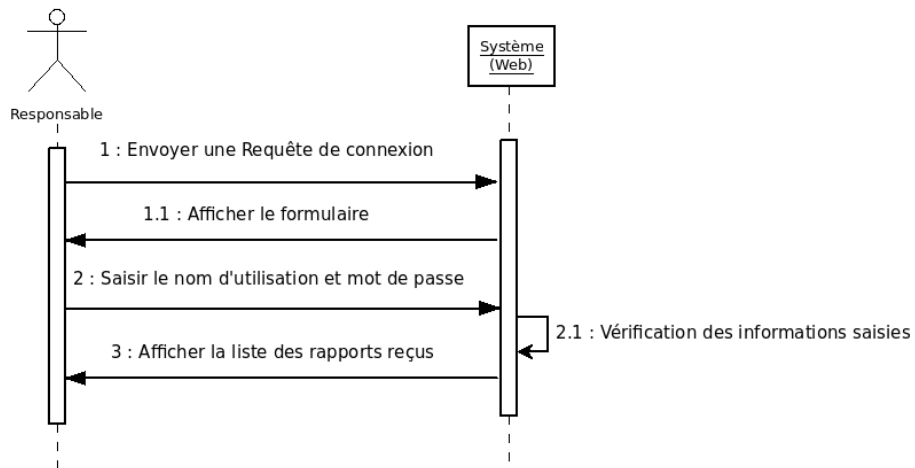 Système
(Web)
Responsable
1 : Envoyer une Requête de connexion
1.1 : Afficher le formulaire
2 : Saisir le nom d'utilisation et mot de passe
2.1 : Vérification des informations saisies
3 : Afficher la liste des rapports reçus